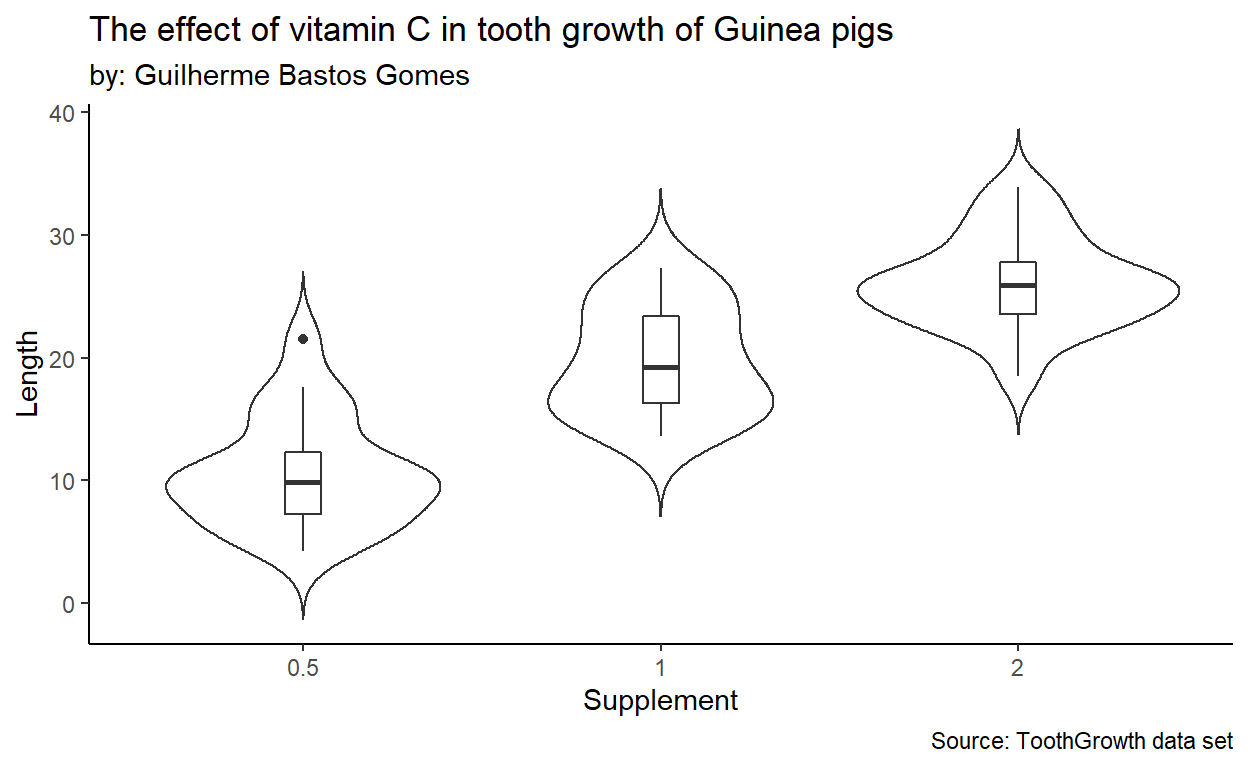 The effect of vitamin C in tooth growth of Guinea pigs
by: Guilherme Bastos Gomes
40
30
20
10
0
Length
0.5 1 2
Supplement
Source: ToothGrowth data set